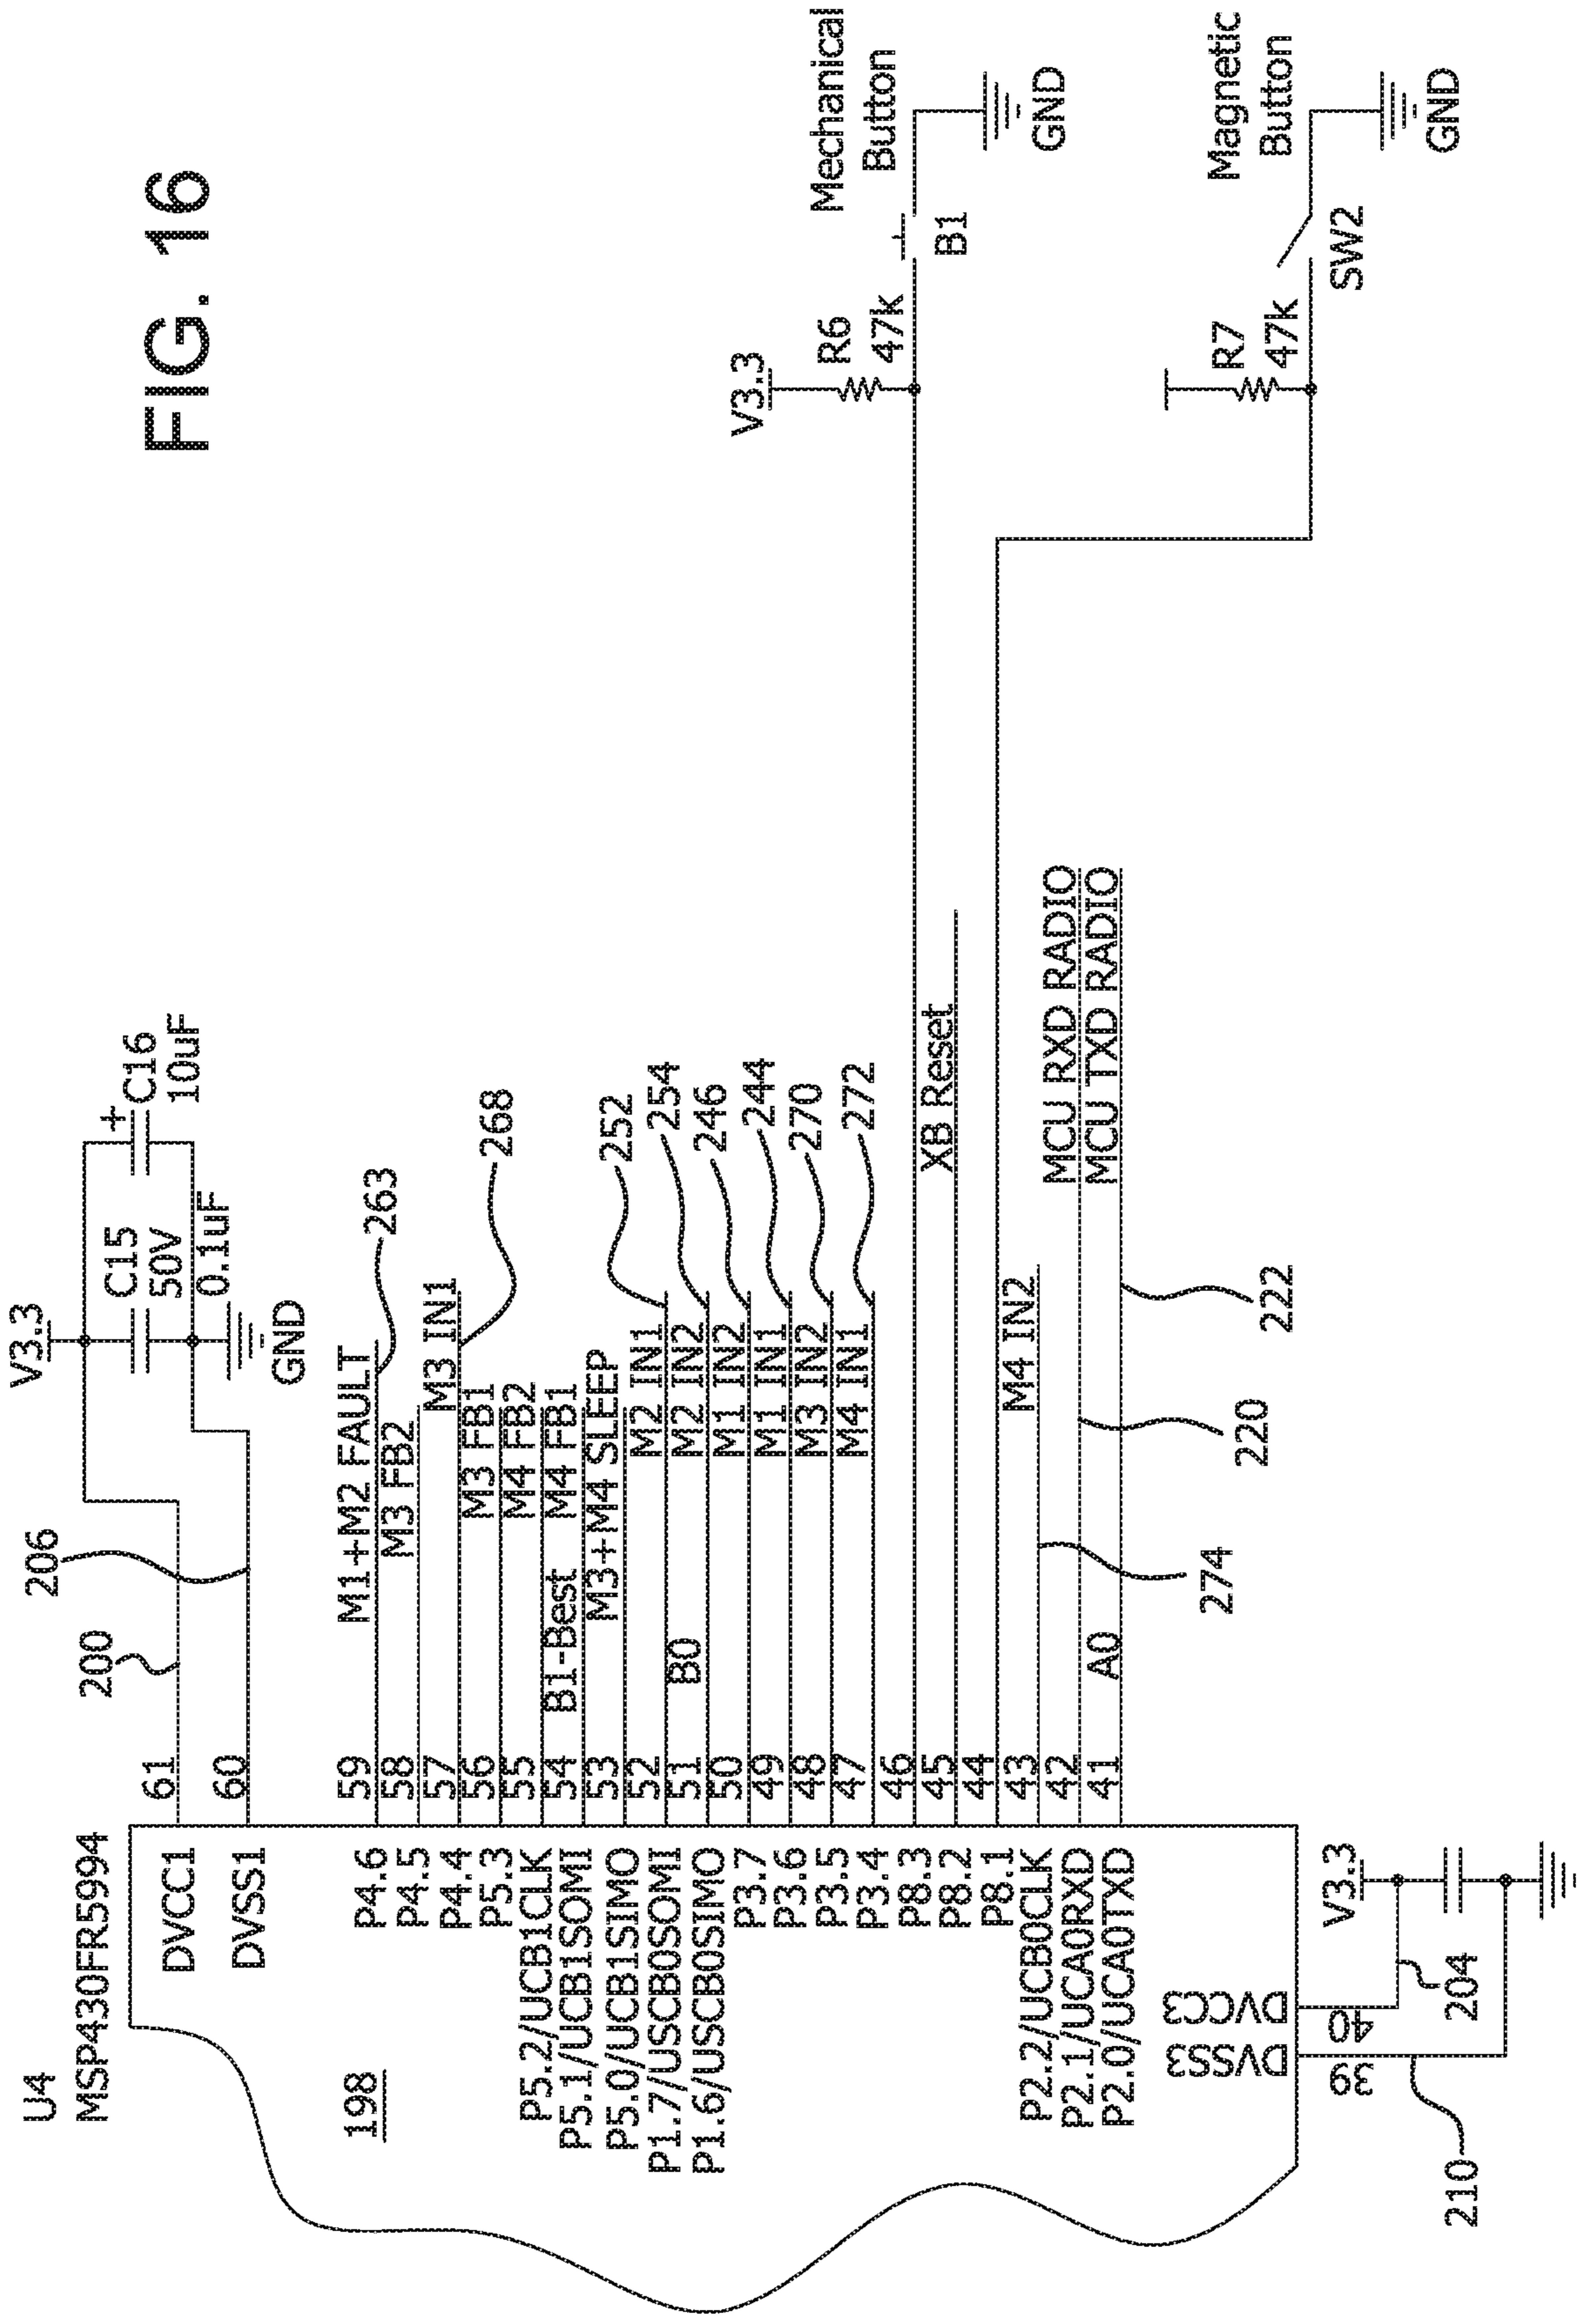 FIG. 16
U4
MSP430FR5994
198
DVCC1
DVSS1
P4.6
P4.5
P4.4
P5.3
P5.2/UCB1CLK
P5.1/UCB1SOMI
P5.0/UCB1SIMO
P1.7/USCB0SOMI
P1.6/USCB0SIMO
P3.7
P3.6
P3.5
P3.4
P8.3
P8.2
P8.1
P2.2/UCB0CLK
P2.1/UCA0RXD
P2.0/UCA0TXD
DVSS3
DVCC3
61
60
59
58
57
56
55
54
53
52
51
50
49
48
47
46
45
44
43
42
41
39
40
200
206
V3.3
C15
50V
0.1uF
C16
10uF
+
GND
M1+M2 FAULT
263
M3 FB2
M3 IN1
268
M3 FB1
M4 FB2
B1-Best
M4 FB1
M3+M4 SLEEP
252
M2 IN1
254
B0
M2 IN2
246
M1 IN2
244
M1 IN1
270
M3 IN2
272
M4 IN1
XB Reset
M4 IN2
MCU RXD RADIO
A0
MCU TXD RADIO
274
220
222
V3.3
R6
47k
Mechanical
Button
B1
GND
R7
47k
Magnetic
Button
SW2
GND
V3.3
204
210